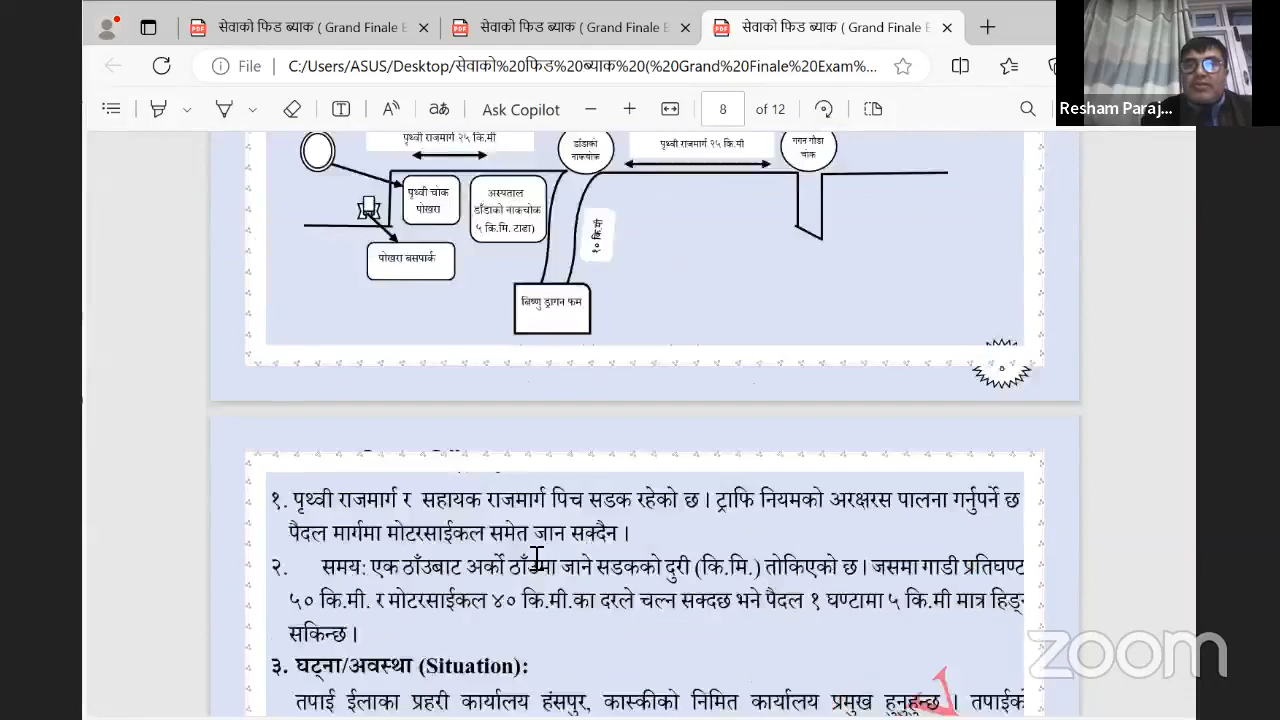 सेवाको फिड ब्याक ( Grand Finale E
सेवाको फिड ब्याक ( Grand Finale E
सेवाको फिड ब्याक ( Grand Finale E
File
C:/Users/ASUS/Desktop/सेवाको%20फिड%20ब्याक%20(%20Grand%20Finale%20Exam%...
Ask Copilot
8
of 12
Resham Paraj...
पृथ्वी राजमार्ग २५ कि.मी
डाँडाको
नाकचोक
पृथ्वी राजमार्ग २५ कि.मी
गगन गौडा
चोक
पृथ्वी चोक
पोखरा
अस्पताल
डाँडाको नाकचोक
५ कि.मि. टाढा)
१० कि.मी
पोखरा बसपार्क
बिष्णु ड्रागन फम
१. पृथ्वी राजमार्ग र सहायक राजमार्ग पिच सडक रहेको छ । ट्राफि नियमको अरक्षरस पालना गर्नुपर्ने छ
पैदल मार्गमा मोटरसाईकल समेत जान सक्दैन ।
२. समय: एक ठाँउबाट अर्को ठाँउमा जाने सडकको दुरी (कि.मि.) तोकिएको छ । जसमा गाडी प्रतिघण्ट
५० कि.मी. र मोटरसाईकल ४० कि.मी.का दरले चल्न सक्दछ भने पैदल १ घण्टामा ५ कि.मी मात्र हिड्न
सकिन्छ ।
३. घट्ना/अवस्था (Situation):
तपाई ईलाका प्रहरी कार्यालय हंसपुर, कास्कीको निमित कार्यालय प्रमुख हुनुहुन्छ । तपाईक
zoom